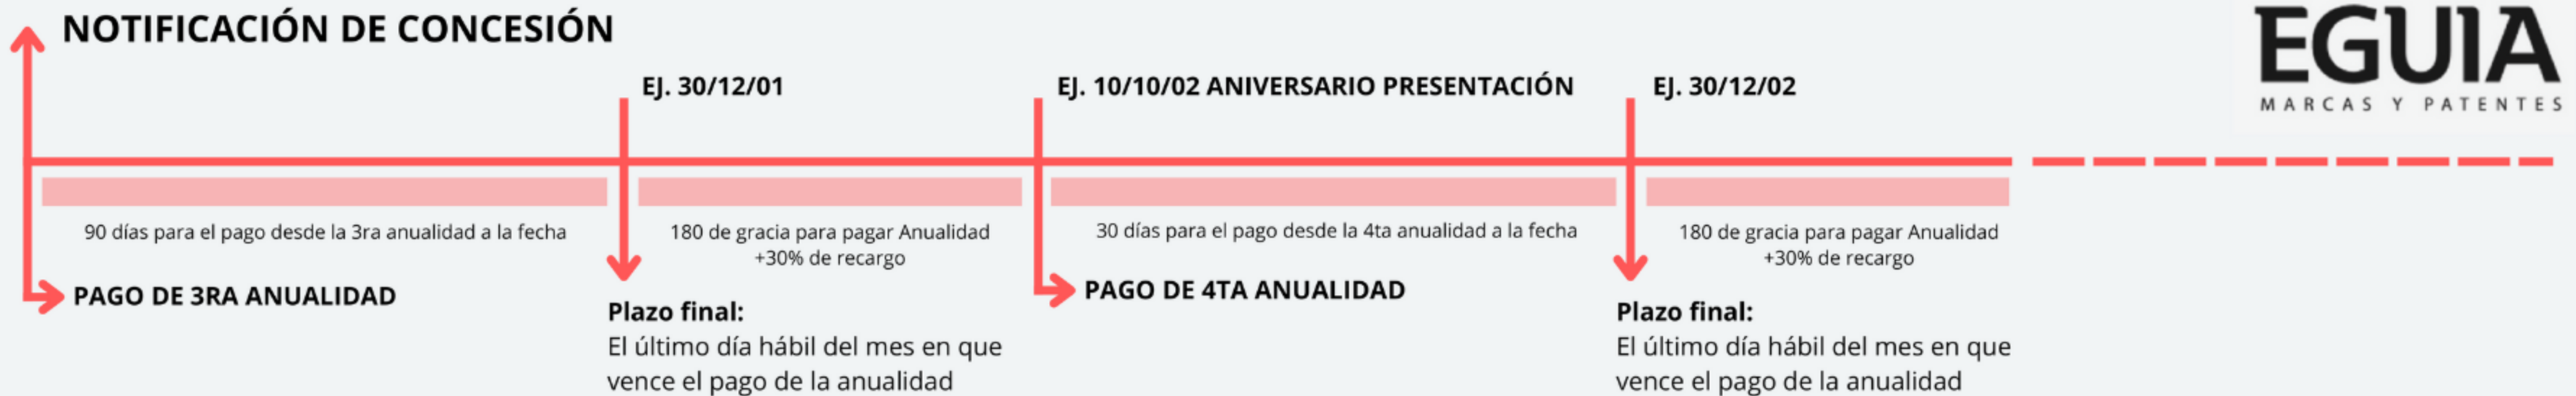 NOTIFICACIÓN DE CONCESIÓN
EGUIA
MARCAS Y PATENTES
EJ. 30/12/01
EJ. 10/10/02 ANIVERSARIO PRESENTACIÓN
EJ. 30/12/02
90 días para el pago desde la 3ra anualidad a la fecha
PAGO DE 3RA ANUALIDAD
180 de gracia para pagar Anualidad
+30% de recargo
Plazo final:
El último día hábil del mes en que
vence el pago de la anualidad
30 días para el pago desde la 4ta anualidad a la fecha
PAGO DE 4TA ANUALIDAD
180 de gracia para pagar Anualidad
+30% de recargo
Plazo final:
El último día hábil del mes en que
vence el pago de la anualidad